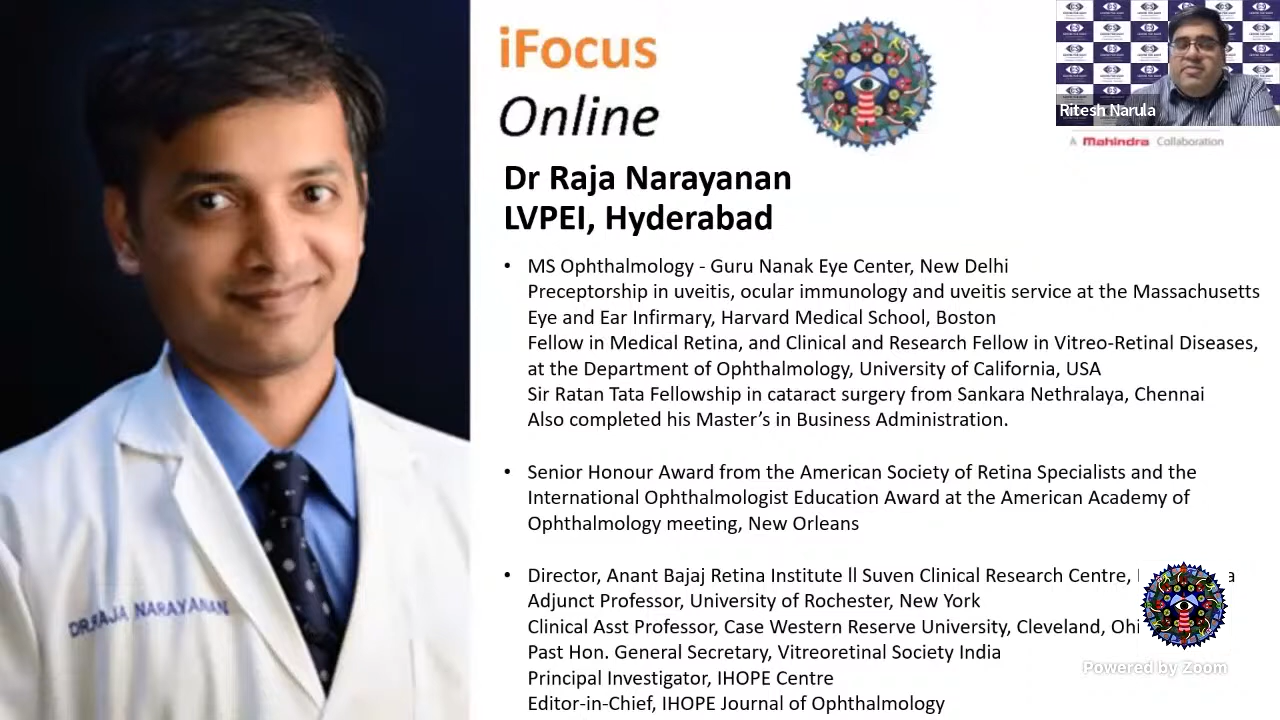 iFocus
Online
Ritesh Narula
A Mahindra Collaboration
Dr Raja Narayanan
LVPEI, Hyderabad
• MS Ophthalmology - Guru Nanak Eye Center, New Delhi
Preceptorship in uveitis, ocular immunology and uveitis service at the Massachusetts
Eye and Ear Infirmary, Harvard Medical School, Boston
Fellow in Medical Retina, and Clinical and Research Fellow in Vitreo-Retinal Diseases,
at the Department of Ophthalmology, University of California, USA
Sir Ratan Tata Fellowship in cataract surgery from Sankara Nethralaya, Chennai
Also completed his Master’s in Business Administration.
• Senior Honour Award from the American Society of Retina Specialists and the
International Ophthalmologist Education Award at the American Academy of
Ophthalmology meeting, New Orleans
• Director, Anant Bajaj Retina Institute ll Suven Clinical Research Centre,
Adjunct Professor, University of Rochester, New York
Clinical Asst Professor, Case Western Reserve University, Cleveland,
Past Hon. General Secretary, Vitreoretinal Society India
Principal Investigator, IHOPE Centre
Editor-in-Chief, IHOPE Journal of Ophthalmology
DR.RAJA NARAYANAN
Powered by Zoom